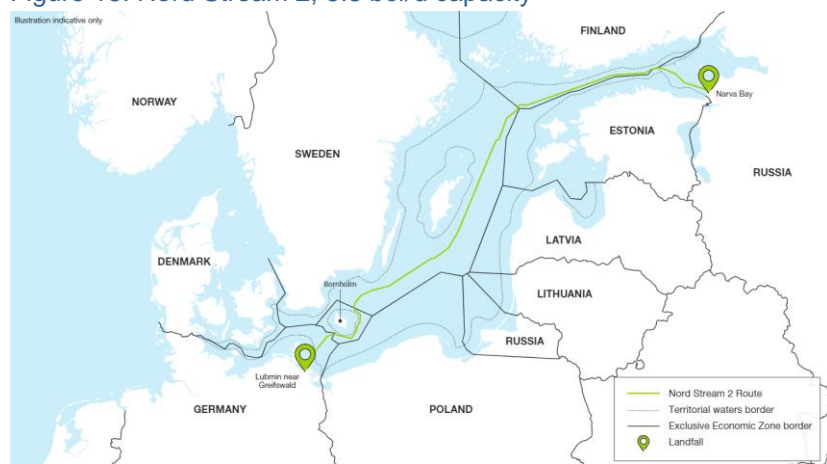 Illustration indicative only
FINLAND
NORWAY
Narva Bay
ESTONIA
SWEDEN
RUSSIA
LATVIA
DENMARK
Bornholm
LITHUANIA
RUSSIA
Lubmin near
Greifswald
GERMANY
POLAND
Nord Stream 2 Route
Territorial waters border
Exclusive Economic Zone border
Landfall